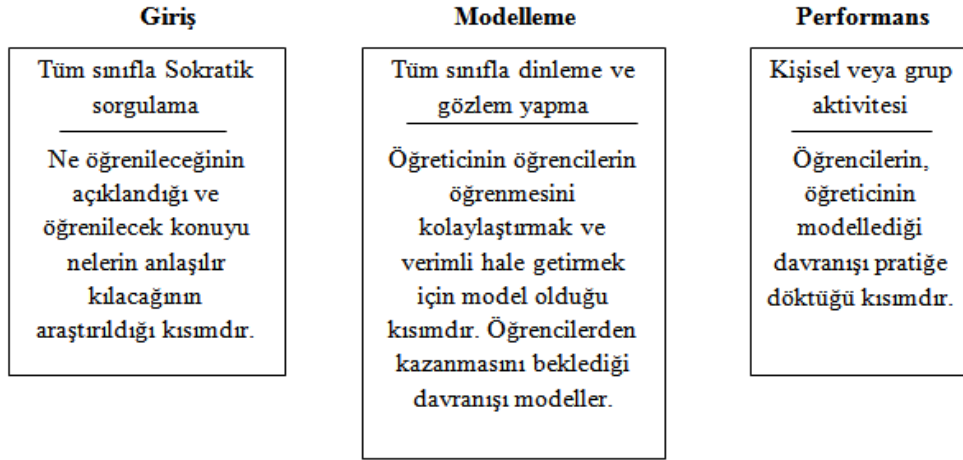 Giriş
Tüm sınıfla Sokratik
sorgulama
Ne öğrenileceğinin
açıklandığı ve
öğrenilecek konuyu
nelerin anlaşılır
kılacağının
araştırıldığı kısımdır.
Modelleme
Tüm sınıfla dinleme ve
gözlem yapma
Öğreticinin öğrencilerin
öğrenmesini
kolaylaştırmak ve
verimli hale getirmek
için model olduğu
kısımdır. Öğrencilerden
kazanmasını beklediği
davranışı modeller.
Performans
Kişisel veya grup
aktivitesi
Öğrencilerin,
öğreticinin
modellediği
davranışı pratiğe
döktüğü kısımdır.